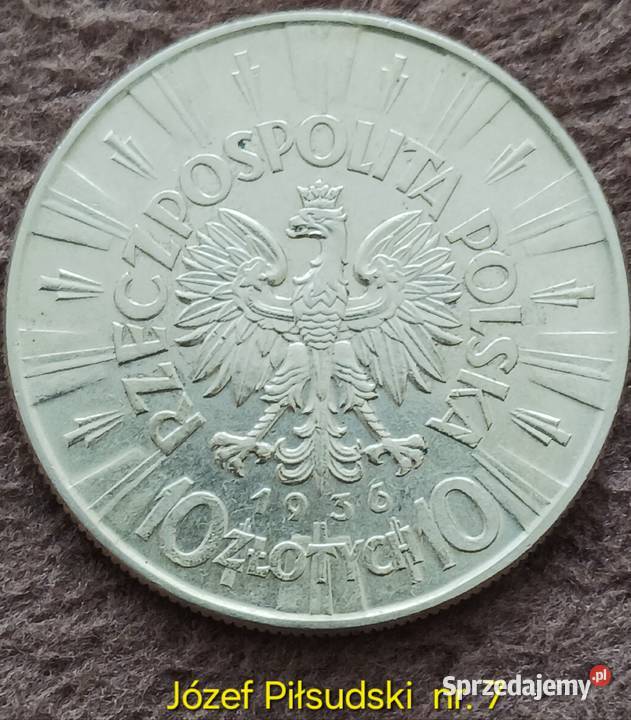 RZECZPOSPOLITA POLSKA
1936
10 ZŁOTYCH 10
Józef Piłsudski nr. 7
Sprzedajemy.pl